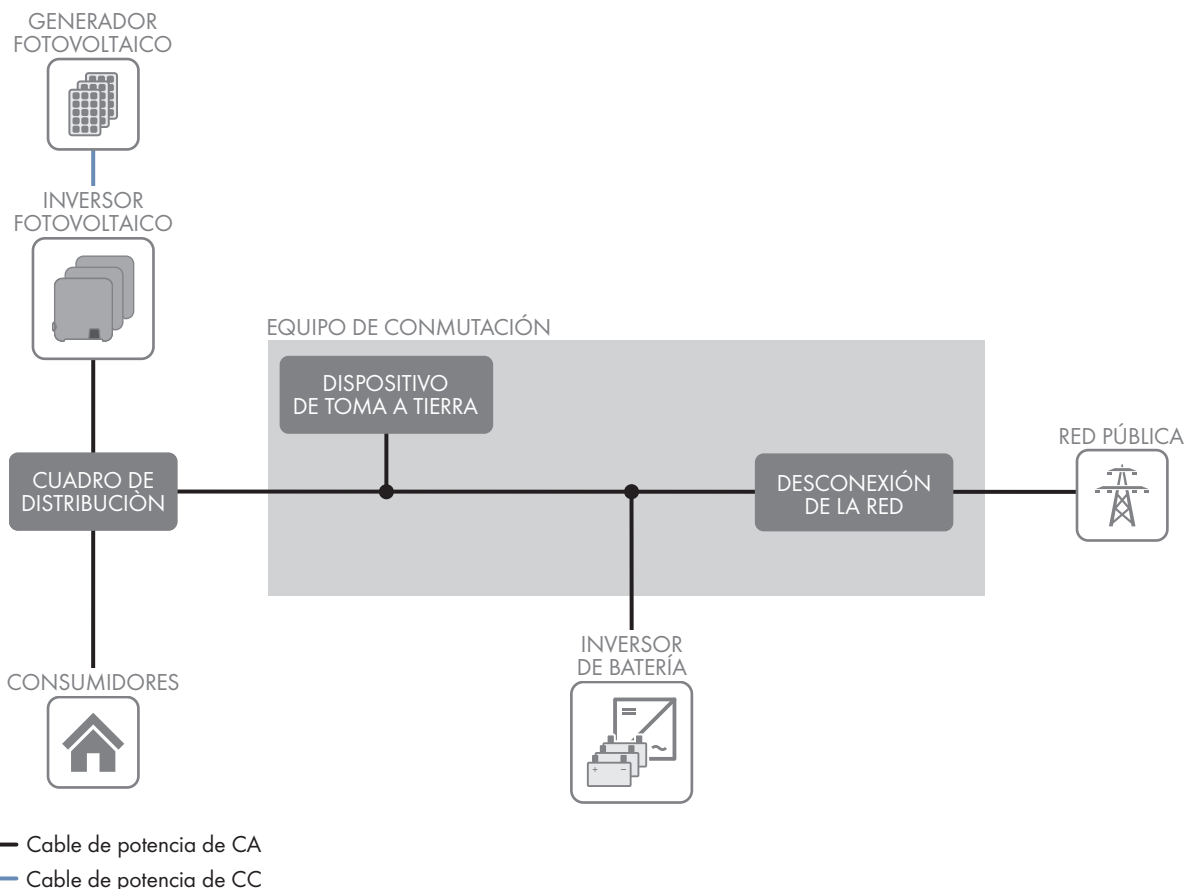 GENERADOR
FOTOVOLTAICO
INVERSOR
FOTOVOLTAICO
EQUIPO DE CONMUTACIÓN
DISPOSITIVO
DE TOMA A TIERRA
RED PÚBLICA
CUADRO DE
DISTRIBUCIÒN
DESCONEXIÓN
DE LA RED
INVERSOR
DE BATERÍA
CONSUMIDORES
Cable de potencia de CA
Cable de potencia de CC